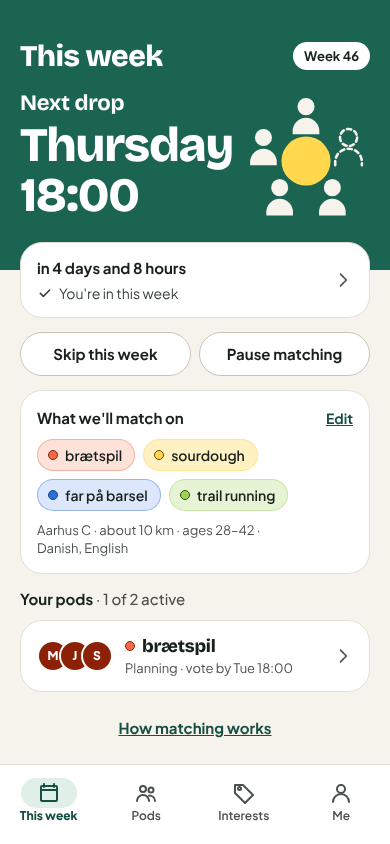 This week
Week 46
Next drop
Thursday
18:00
in 4 days and 8 hours
You're in this week
Skip this week
Pause matching
What we'll match on
Edit
brætspil
sourdough
far på barsel
trail running
Aarhus C · about 10 km · ages 28–42 ·
Danish, English
Your pods · 1 of 2 active
M J S
brætspil
Planning · vote by Tue 18:00
How matching works
This week
Pods
Interests
Me